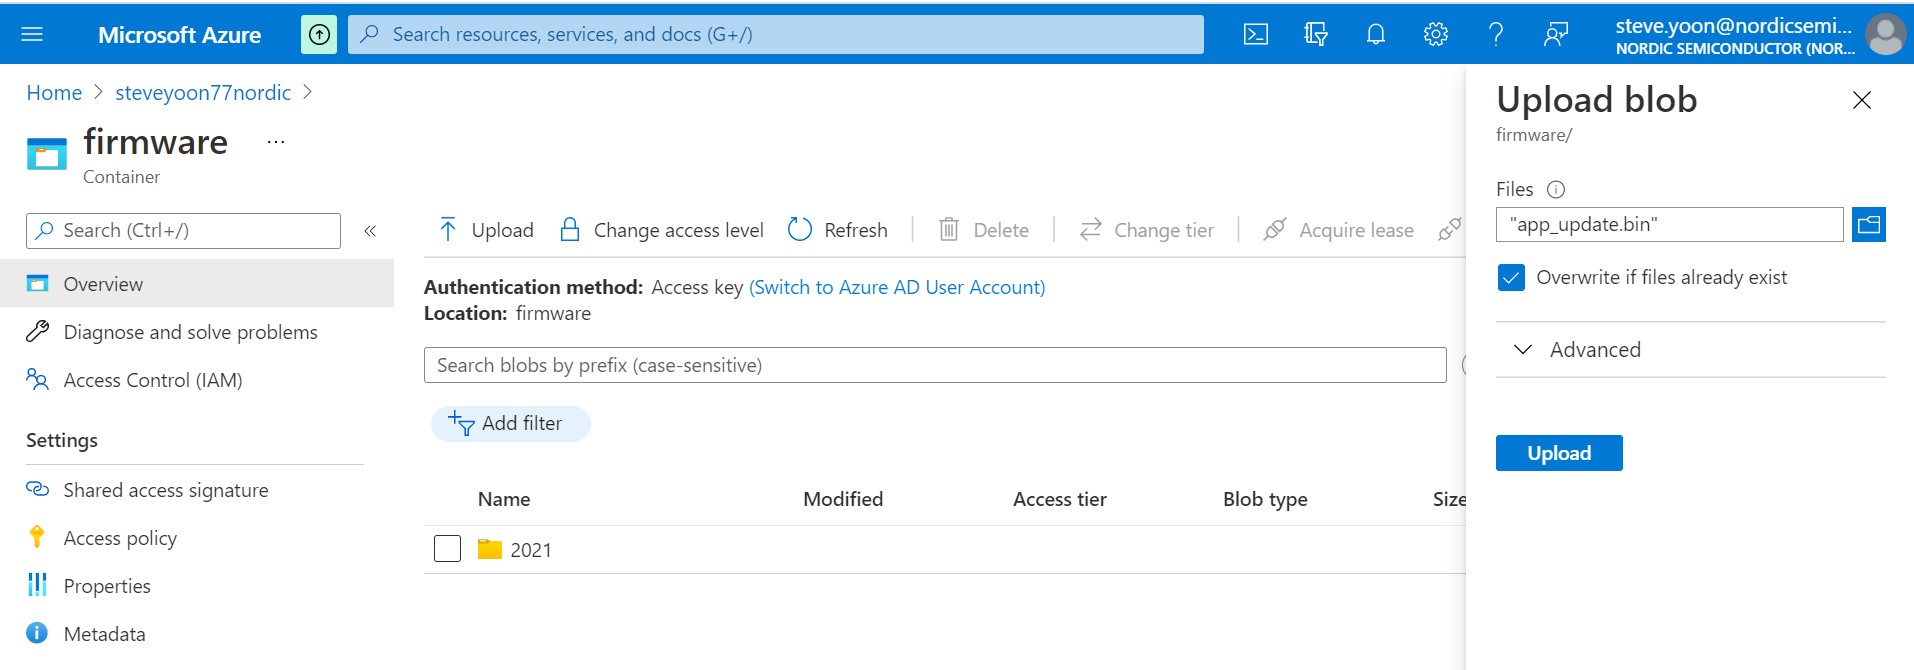 Microsoft Azure
Search resources, services, and docs (G+/)
steve.yoon@nordicsemi...
NORDIC SEMICONDUCTOR (NOR...
Home > steveyoon77nordic >
firmware ...
Container
Search (Ctrl+/)
«
Overview
Diagnose and solve problems
Access Control (IAM)
Settings
Shared access signature
Access policy
Properties
Metadata
Upload
Change access level
Refresh
Delete
Change tier
Acquire lease
Authentication method: Access key (Switch to Azure AD User Account)
Location: firmware
Search blobs by prefix (case-sensitive)
Add filter
Name Modified Access tier Blob type Size
2021
Upload blob
firmware/
Files
"app_update.bin"
Overwrite if files already exist
Advanced
Upload